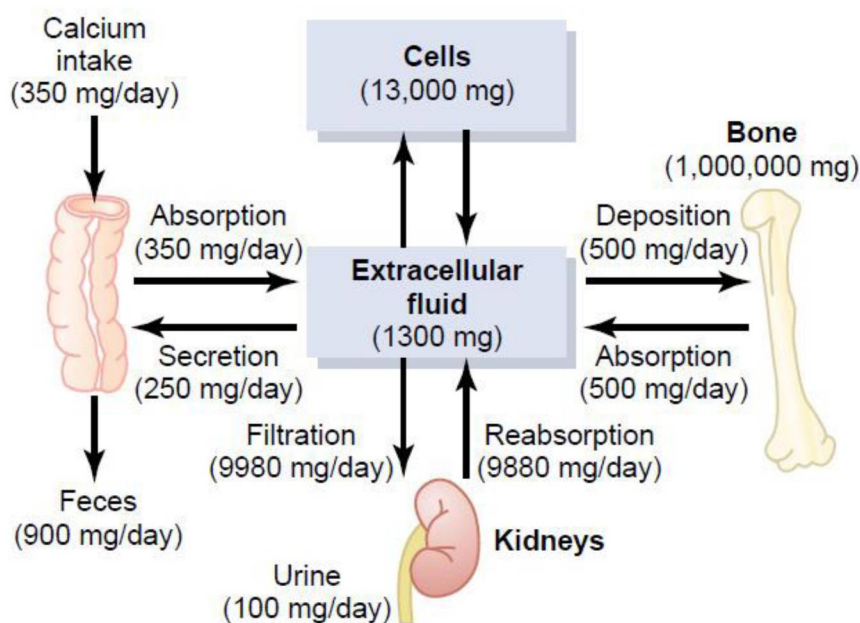 Calcium
intake
(350 mg/day)
Cells
(13,000 mg)
Bone
(1,000,000 mg)
Absorption
(350 mg/day)
Deposition
(500 mg/day)
Extracellular
fluid
(1300 mg)
Secretion
(250 mg/day)
Absorption
(500 mg/day)
Filtration
(9980 mg/day)
Reabsorption
(9880 mg/day)
Feces
(900 mg/day)
Kidneys
Urine
(100 mg/day)